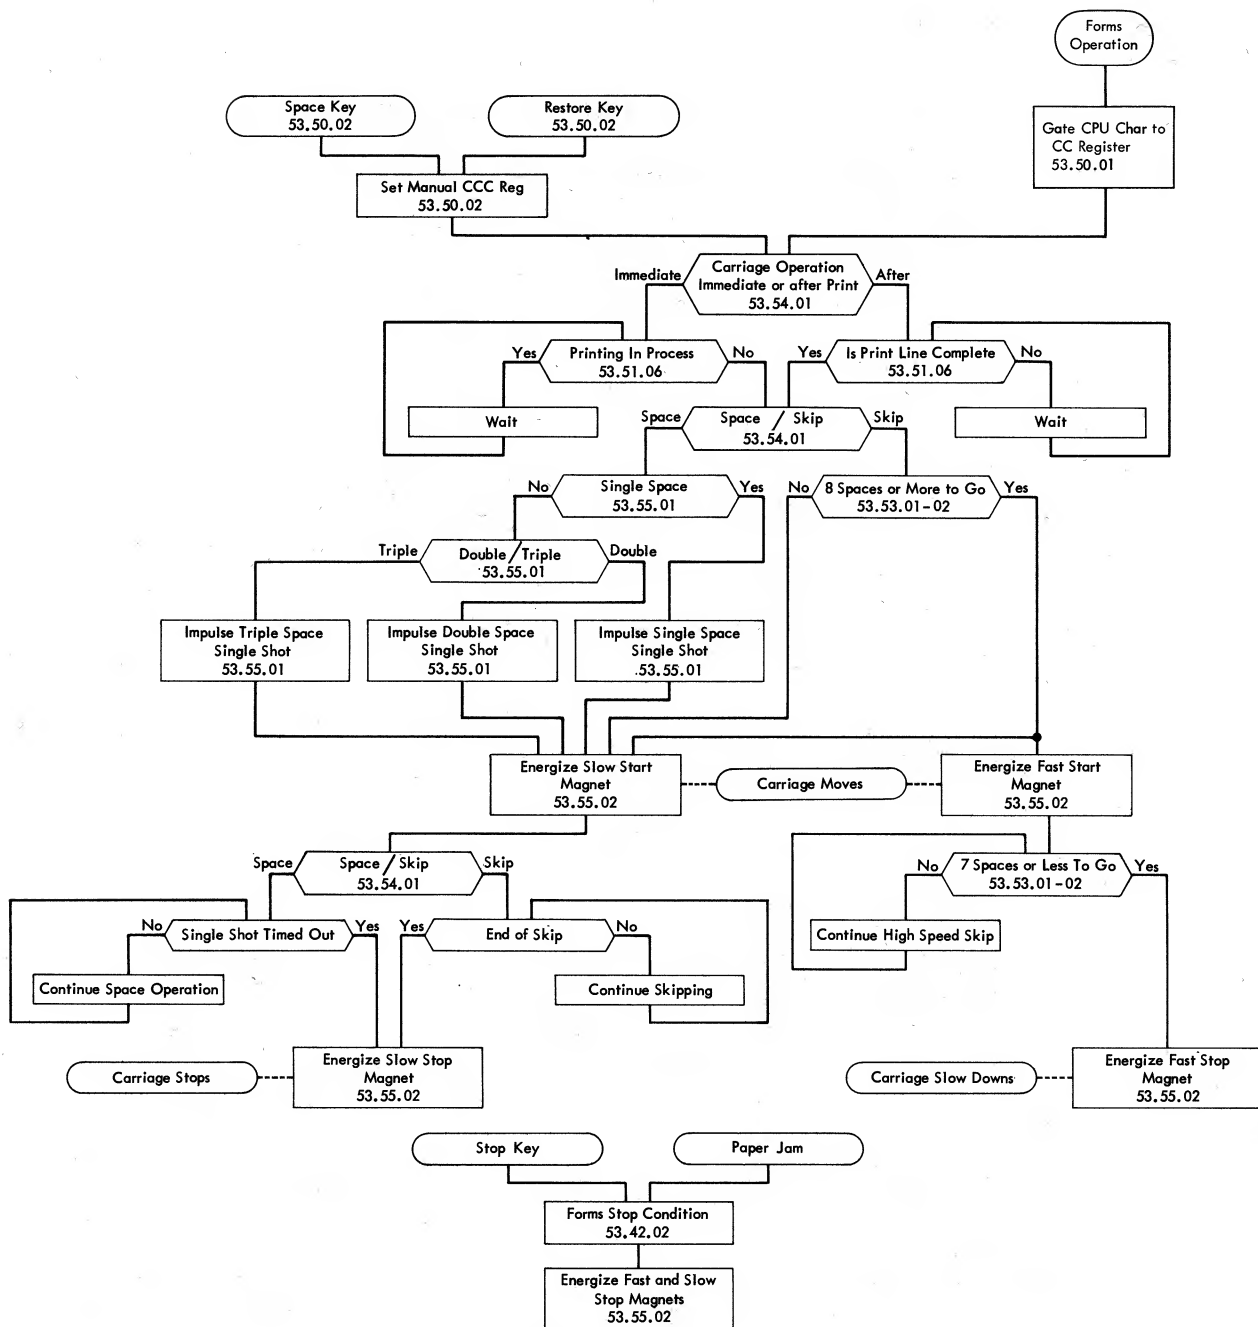 Forms
Operation
Space Key
53.50.02
Restore Key
53.50.02
Gate CPU Char to
CC Register
53.50.01
Set Manual CCC Reg
53.50.02
Immediate
Carriage Operation
Immediate or after Print
53.54.01
After
Yes
Printing In Process
53.51.06
No
Yes
Is Print Line Complete
53.51.06
No
Wait
Space
Space / Skip
53.54.01
Skip
Wait
No
Single Space
53.55.01
Yes
No
8 Spaces or More to Go
53.53.01-02
Yes
Triple
Double / Triple
53.55.01
Double
Impulse Triple Space
Single Shot
53.55.01
Impulse Double Space
Single Shot
53.55.01
Impulse Single Space
Single Shot
53.55.01
Energize Slow Start
Magnet
53.55.02
Carriage Moves
Energize Fast Start
Magnet
53.55.02
Space
Space / Skip
53.54.01
Skip
No
7 Spaces or Less To Go
53.53.01-02
Yes
No
Single Shot Timed Out
Yes
Yes
End of Skip
No
Continue High Speed Skip
Continue Space Operation
Continue Skipping
Carriage Stops
Energize Slow Stop
Magnet
53.55.02
Carriage Slow Downs
Energize Fast Stop
Magnet
53.55.02
Stop Key
Paper Jam
Forms Stop Condition
53.42.02
Energize Fast and Slow
Stop Magnets
53.55.02